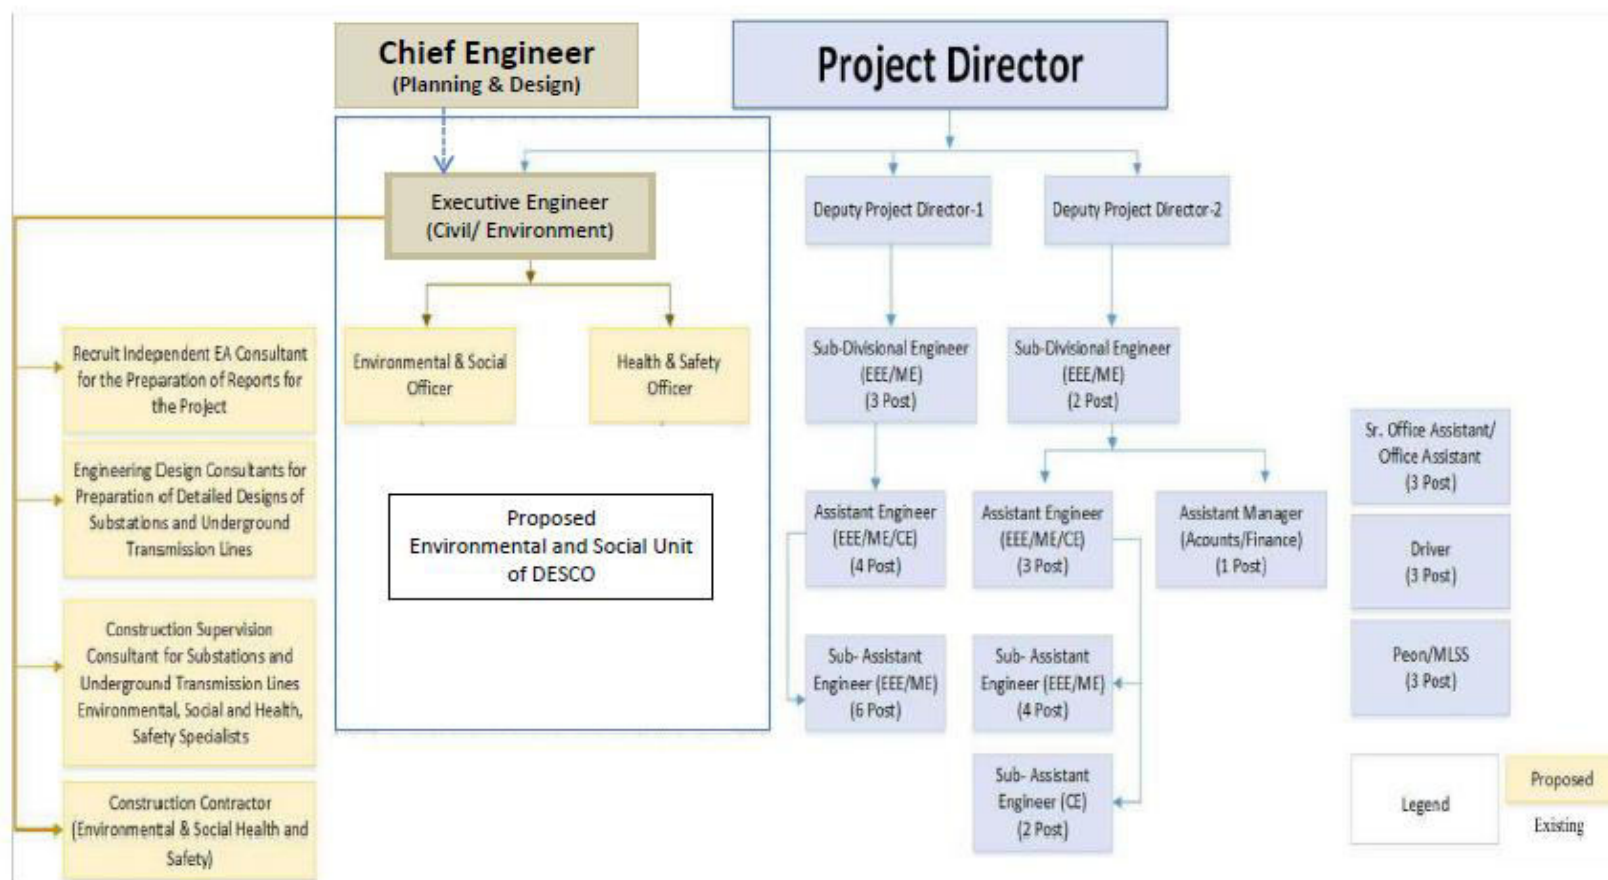 Chief Engineer
(Planning & Design)
Project Director
Executive Engineer
(Civil/ Environment)
Deputy Project Director-1
Deputy Project Director-2
Recruit Independent EA Consultant
for the Preparation of Reports for
the Project
Environmental & Social
Officer
Health & Safety
Officer
Sub-Divisional Engineer
(EEE/ME)
(3 Post)
Sub-Divisional Engineer
(EEE/ME)
(2 Post)
Engineering Design Consultants for
Preparation of Detailed Designs of
Substations and Underground
Transmission Lines
Proposed
Environmental and Social Unit
of DESCO
Assistant Engineer
(EEE/ME/CE)
(4 Post)
Assistant Engineer
(EEE/ME/CE)
(3 Post)
Assistant Manager
(Acounts/Finance)
(1 Post)
Sr. Office Assistant/
Office Assistant
(3 Post)
Driver
(3 Post)
Peon/MLSS
(3 Post)
Construction Supervision
Consultant for Substations and
Underground Transmission Lines
Environmental, Social and Health,
Safety Specialists
Sub- Assistant
Engineer (EEE/ME)
(6 Post)
Sub- Assistant
Engineer (EEE/ME)
(4 Post)
Construction Contractor
(Environmental & Social Health and
Safety)
Sub- Assistant
Engineer (CE)
(2 Post)
Legend
Proposed
Existing